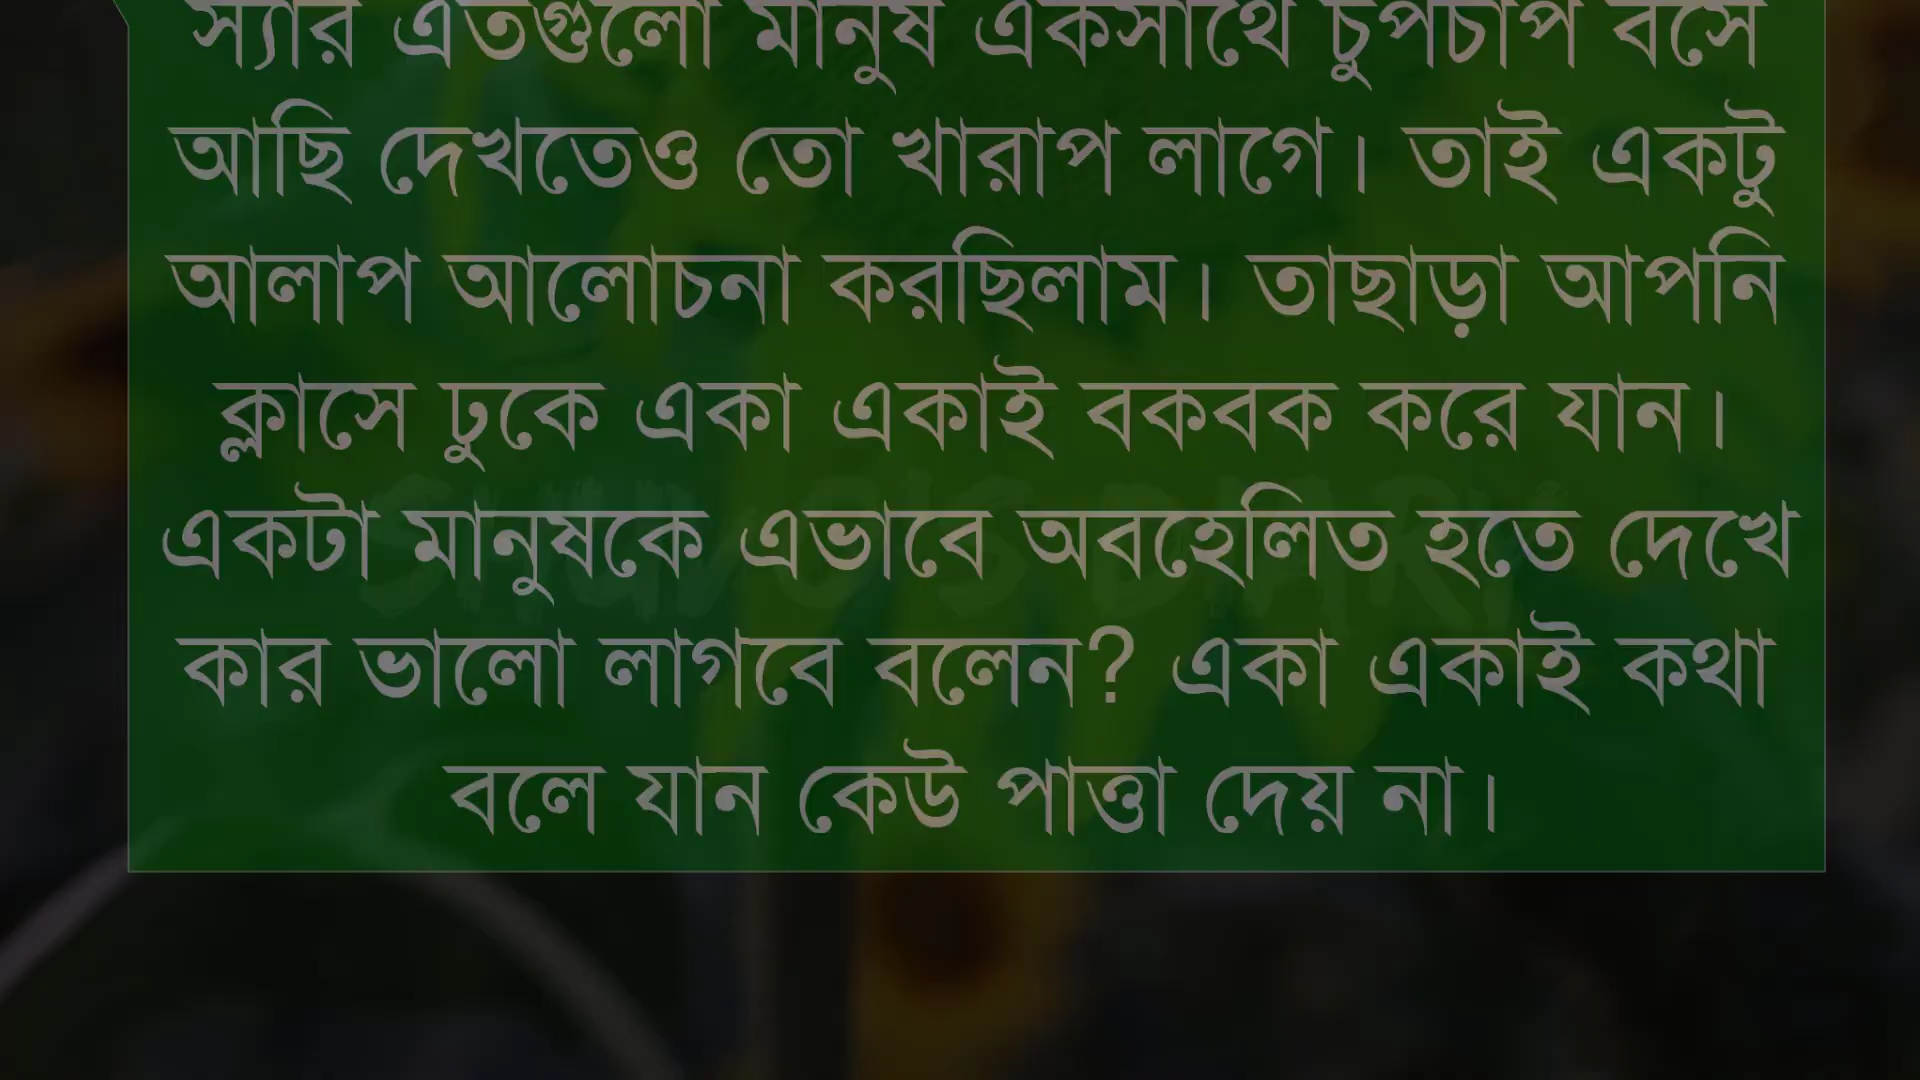 স্যার এতগুলো মানুষ একসাথে চুপচাপ বসে
আছি দেখতেও তো খারাপ লাগে। তাই একটু
আলাপ আলোচনা করছিলাম। তাছাড়া আপনি
ক্লাসে ঢুকে একা একাই বকবক করে যান।
একটা মানুষকে এভাবে অবহেলিত হতে দেখে
কার ভালো লাগবে বলেন? একা একাই কথা
বলে যান কেউ পাত্তা দেয় না।